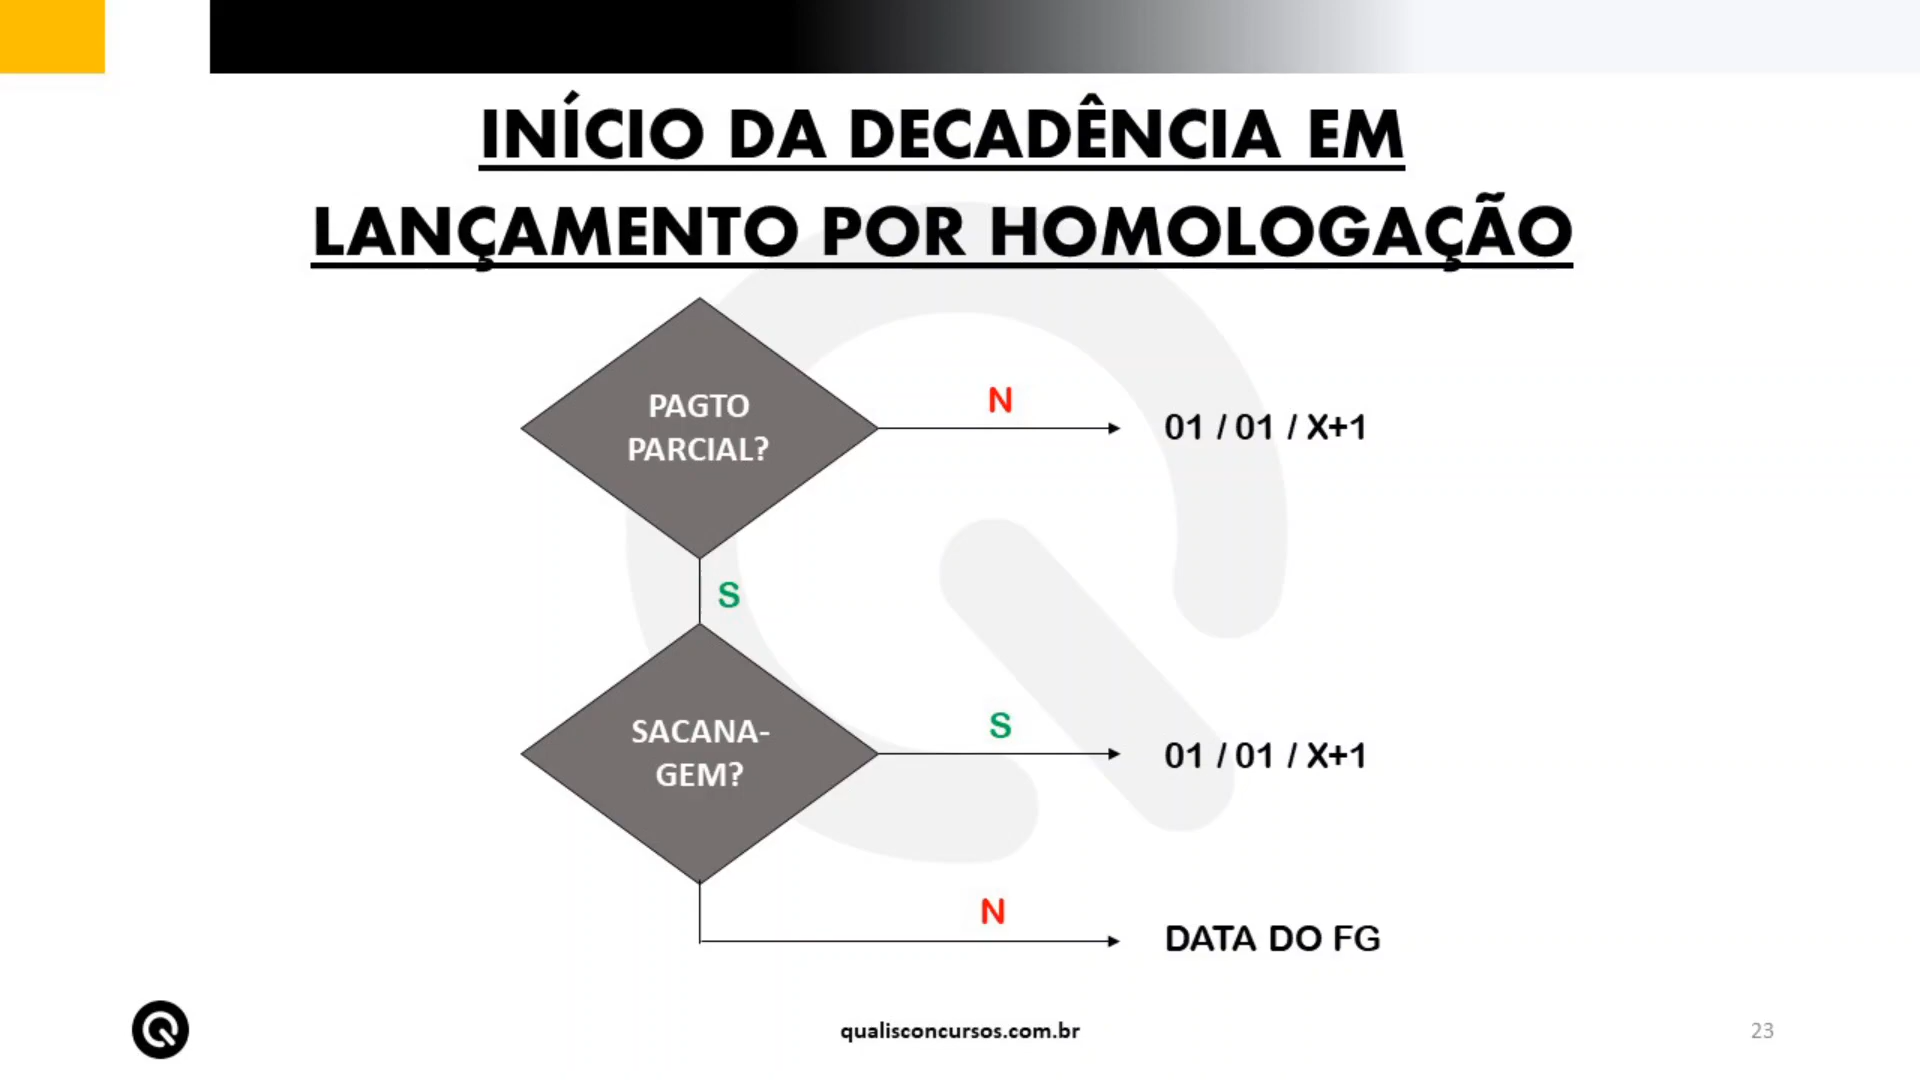 INÍCIO DA DECADÊNCIA EM
LANÇAMENTO POR HOMOLOGAÇÃO
PAGTO
PARCIAL?
N
01 / 01 / X+1
S
SACANA-
GEM?
S
01 / 01 / X+1
N
DATA DO FG
qualisconcursos.com.br
23